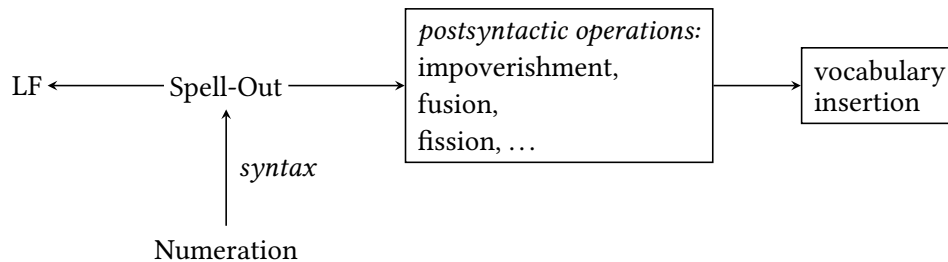 postsyntactic operations:
impoverishment,
fusion,
fission, …
vocabulary
insertion
LF
Spell-Out
syntax
Numeration